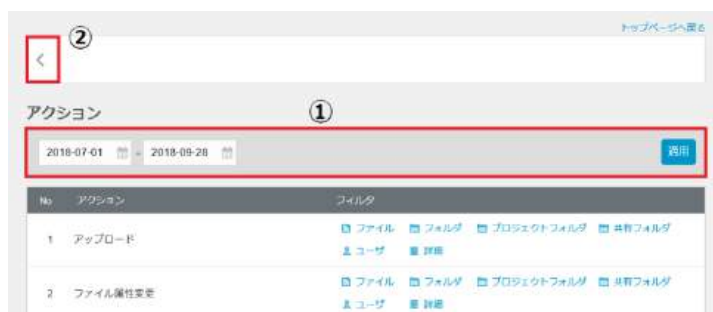 トップページへ戻る
②
<
アクション
①
2018-07-01 - 2018-09-28 適用
No アクション フィルタ
1 アップロード ファイル フォルダ プロジェクトフォルダ 共有フォルダ
ユーザ 詳細
2 ファイル属性変更 ファイル フォルダ プロジェクトフォルダ 共有フォルダ
ユーザ 詳細